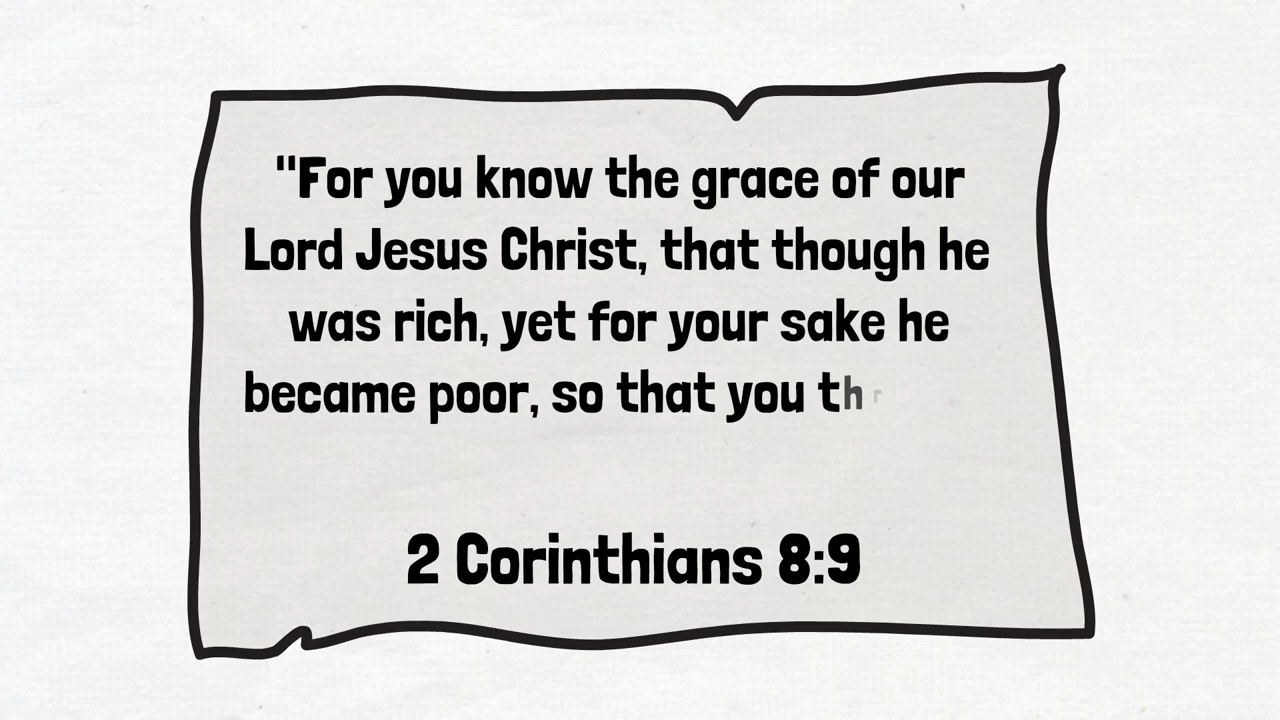 "For you know the grace of our
Lord Jesus Christ, that though he
was rich, yet for your sake he
became poor, so that you thr
2 Corinthians 8:9